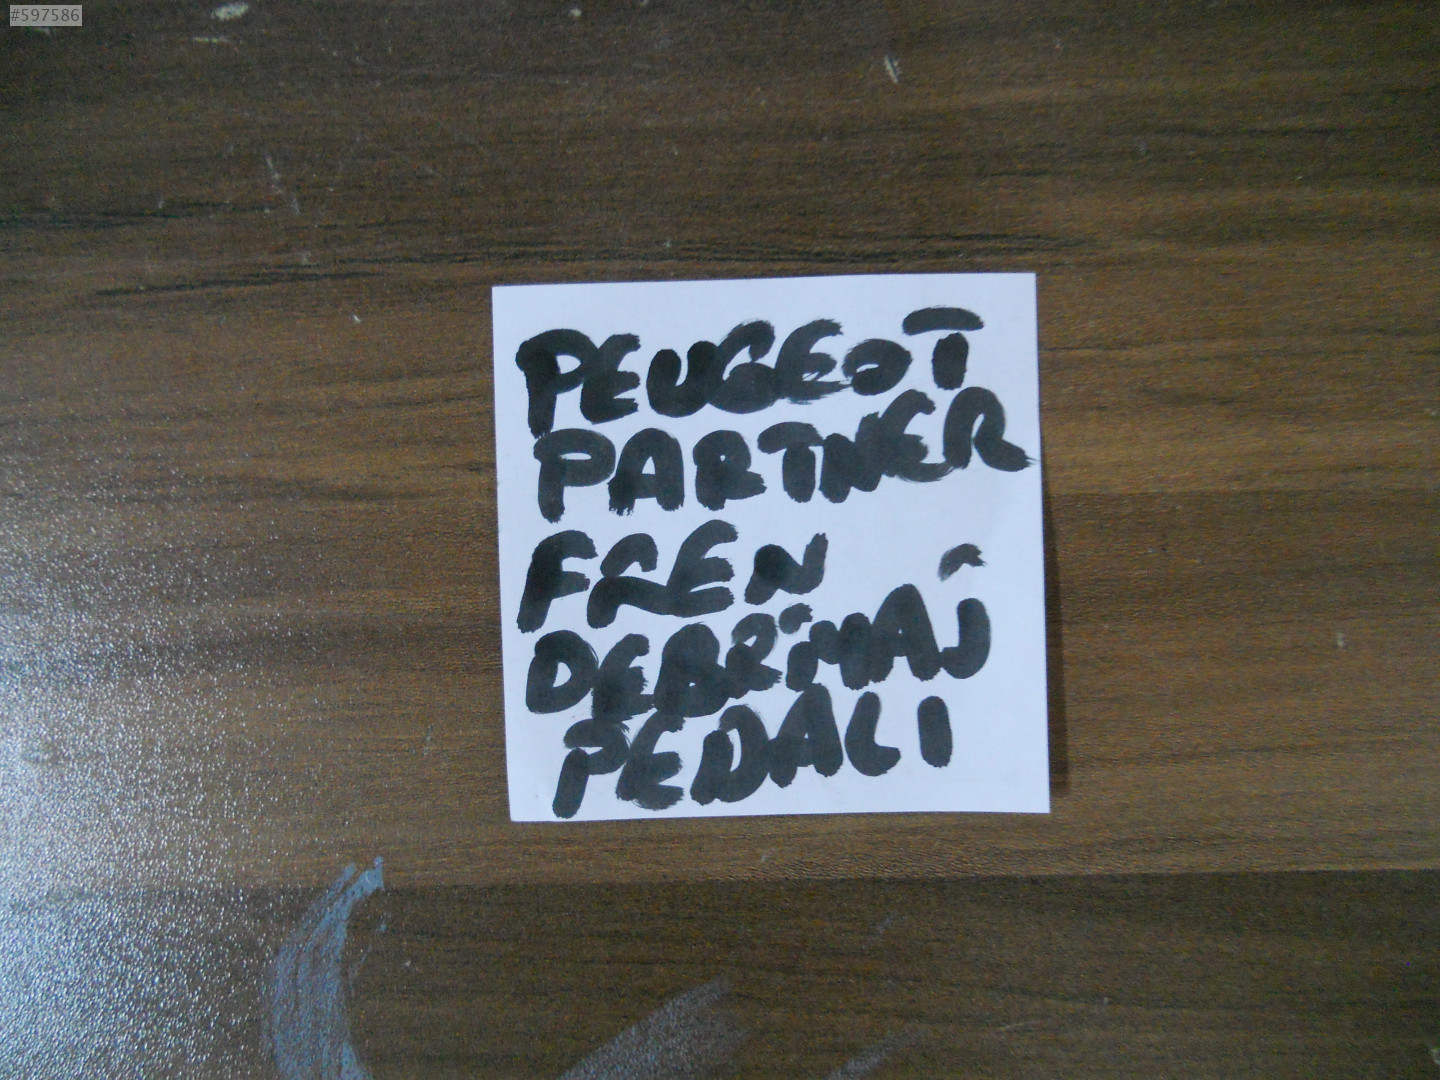 #597586
PEUGEOT
PARTNER
FREN
DEBRİYAJ
PEDALI